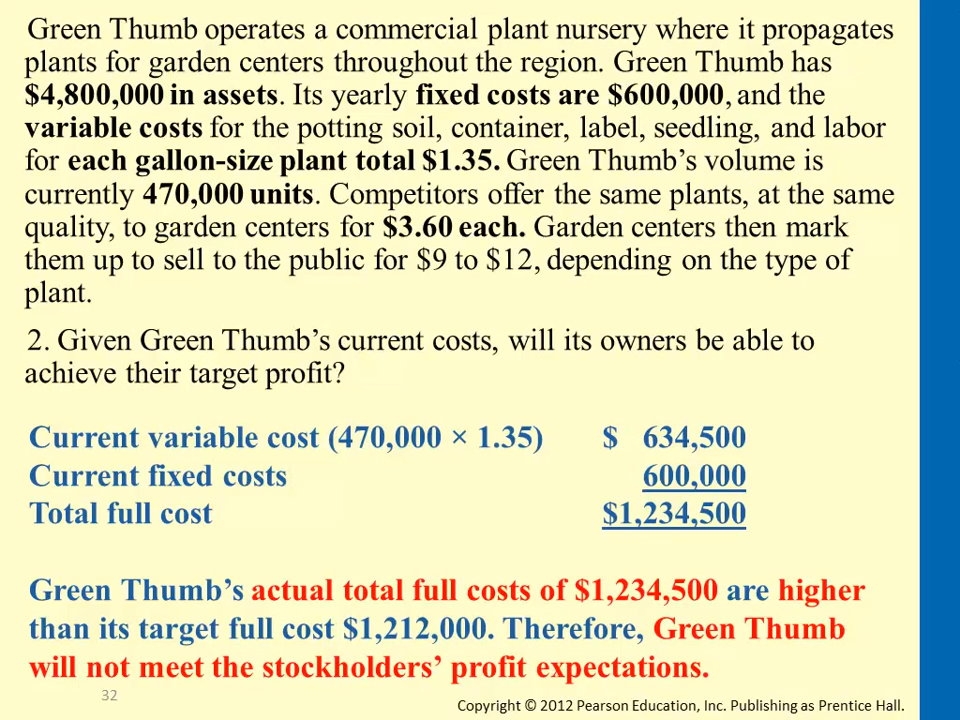 Green Thumb operates a commercial plant nursery where it propagates
plants for garden centers throughout the region. Green Thumb has
$4,800,000 in assets. Its yearly fixed costs are $600,000, and the
variable costs for the potting soil, container, label, seedling, and labor
for each gallon-size plant total $1.35. Green Thumb’s volume is
currently 470,000 units. Competitors offer the same plants, at the same
quality, to garden centers for $3.60 each. Garden centers then mark
them up to sell to the public for $9 to $12, depending on the type of
plant.
2. Given Green Thumb’s current costs, will its owners be able to
achieve their target profit?
Current variable cost (470,000 × 1.35) $ 634,500
Current fixed costs 600,000
Total full cost $1,234,500
Green Thumb’s actual total full costs of $1,234,500 are higher
than its target full cost $1,212,000. Therefore, Green Thumb
will not meet the stockholders’ profit expectations.
32
Copyright © 2012 Pearson Education, Inc. Publishing as Prentice Hall.